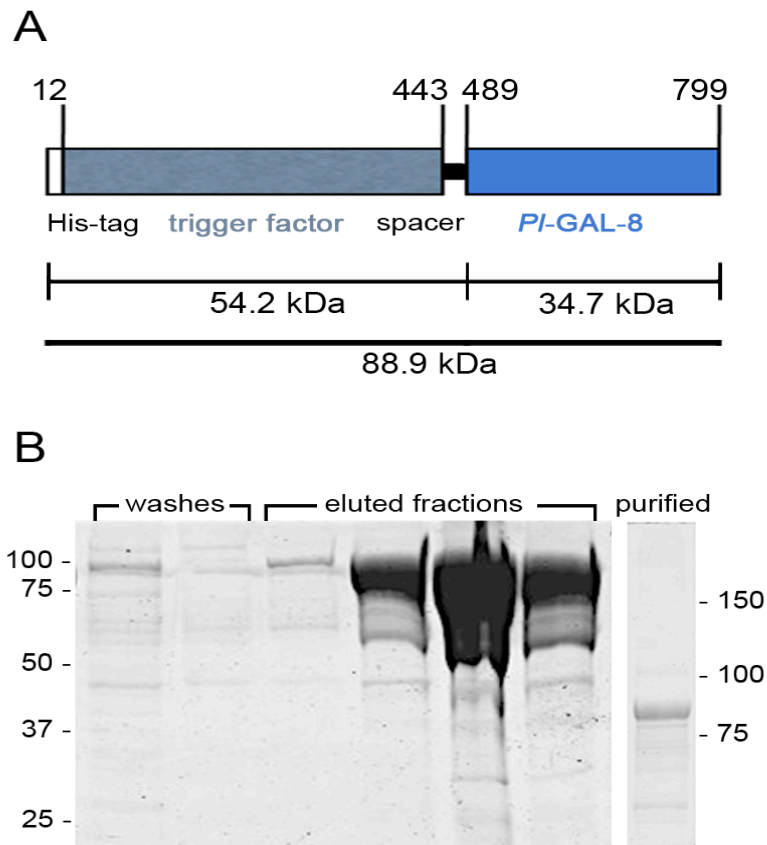 A
12 443 489 799
His-tag trigger factor spacer Pl-GAL-8
54.2 kDa 34.7 kDa
88.9 kDa
B
washes eluted fractions purified
100 -
75 -
- 150
50 -
- 100
37 -
- 75
25 -